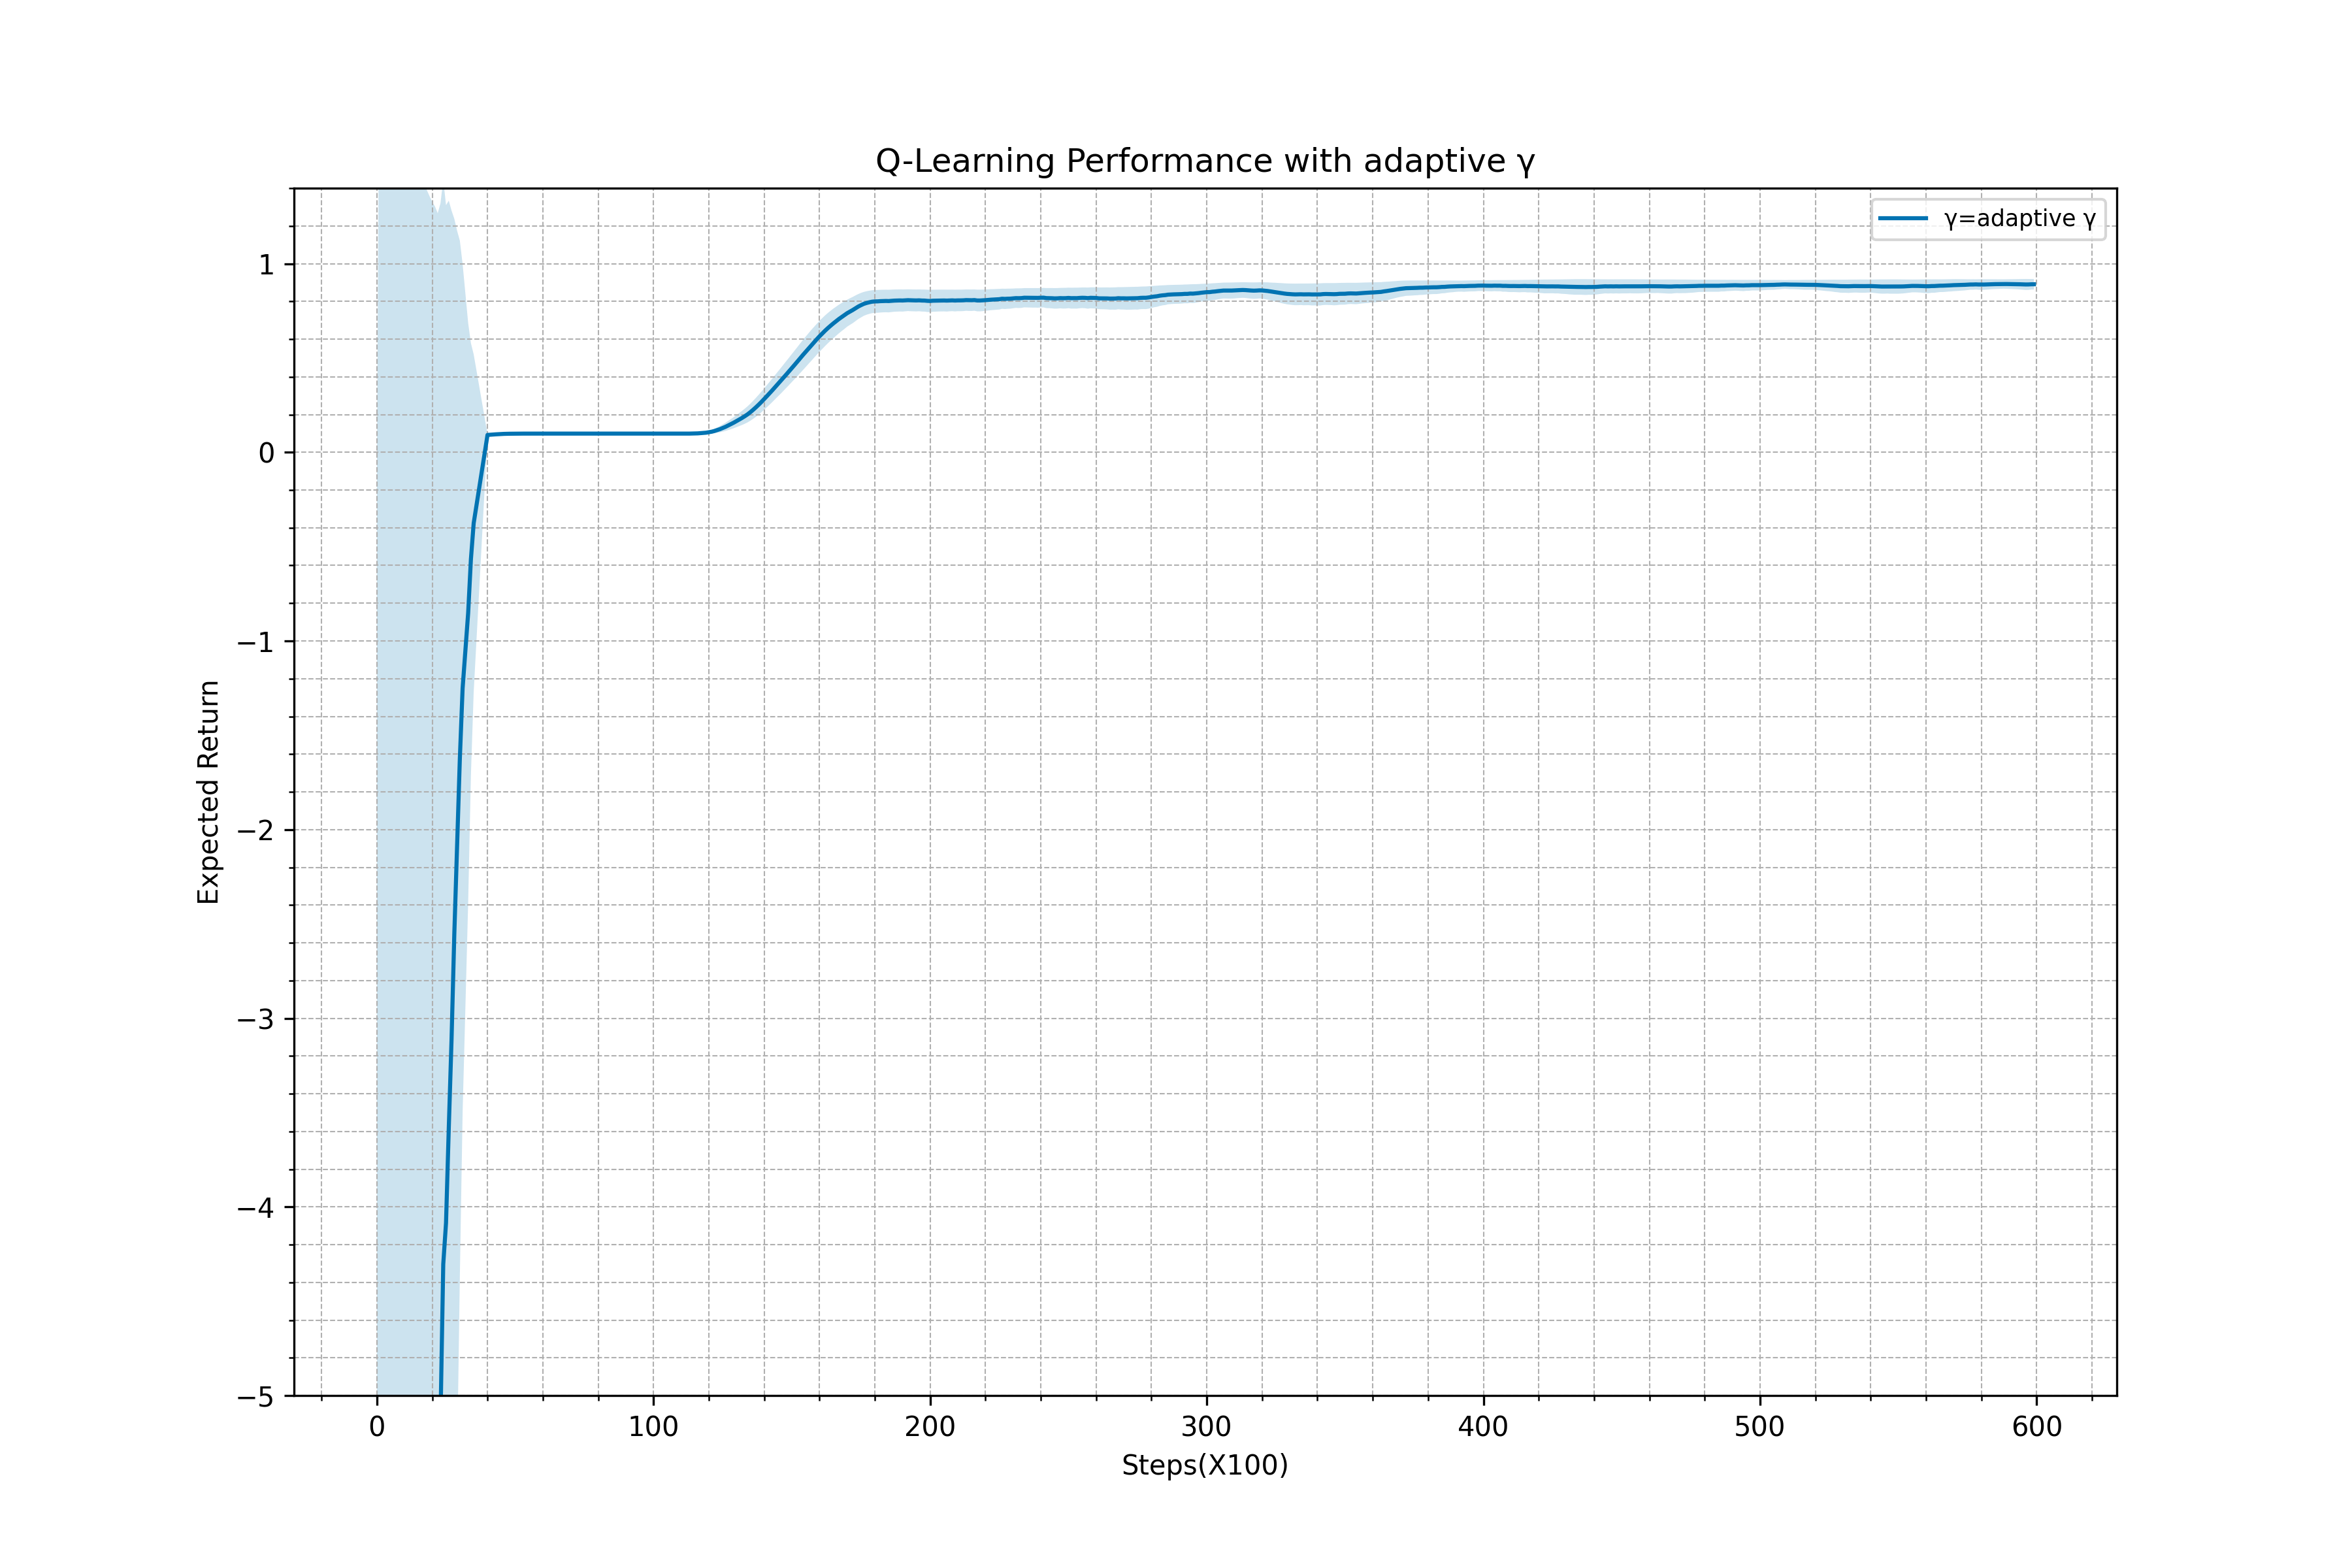 Q-Learning Performance with adaptive γ
γ=adaptive γ
Expected Return
1
0
−1
−2
−3
−4
−5
0 100 200 300 400 500 600
Steps(X100)